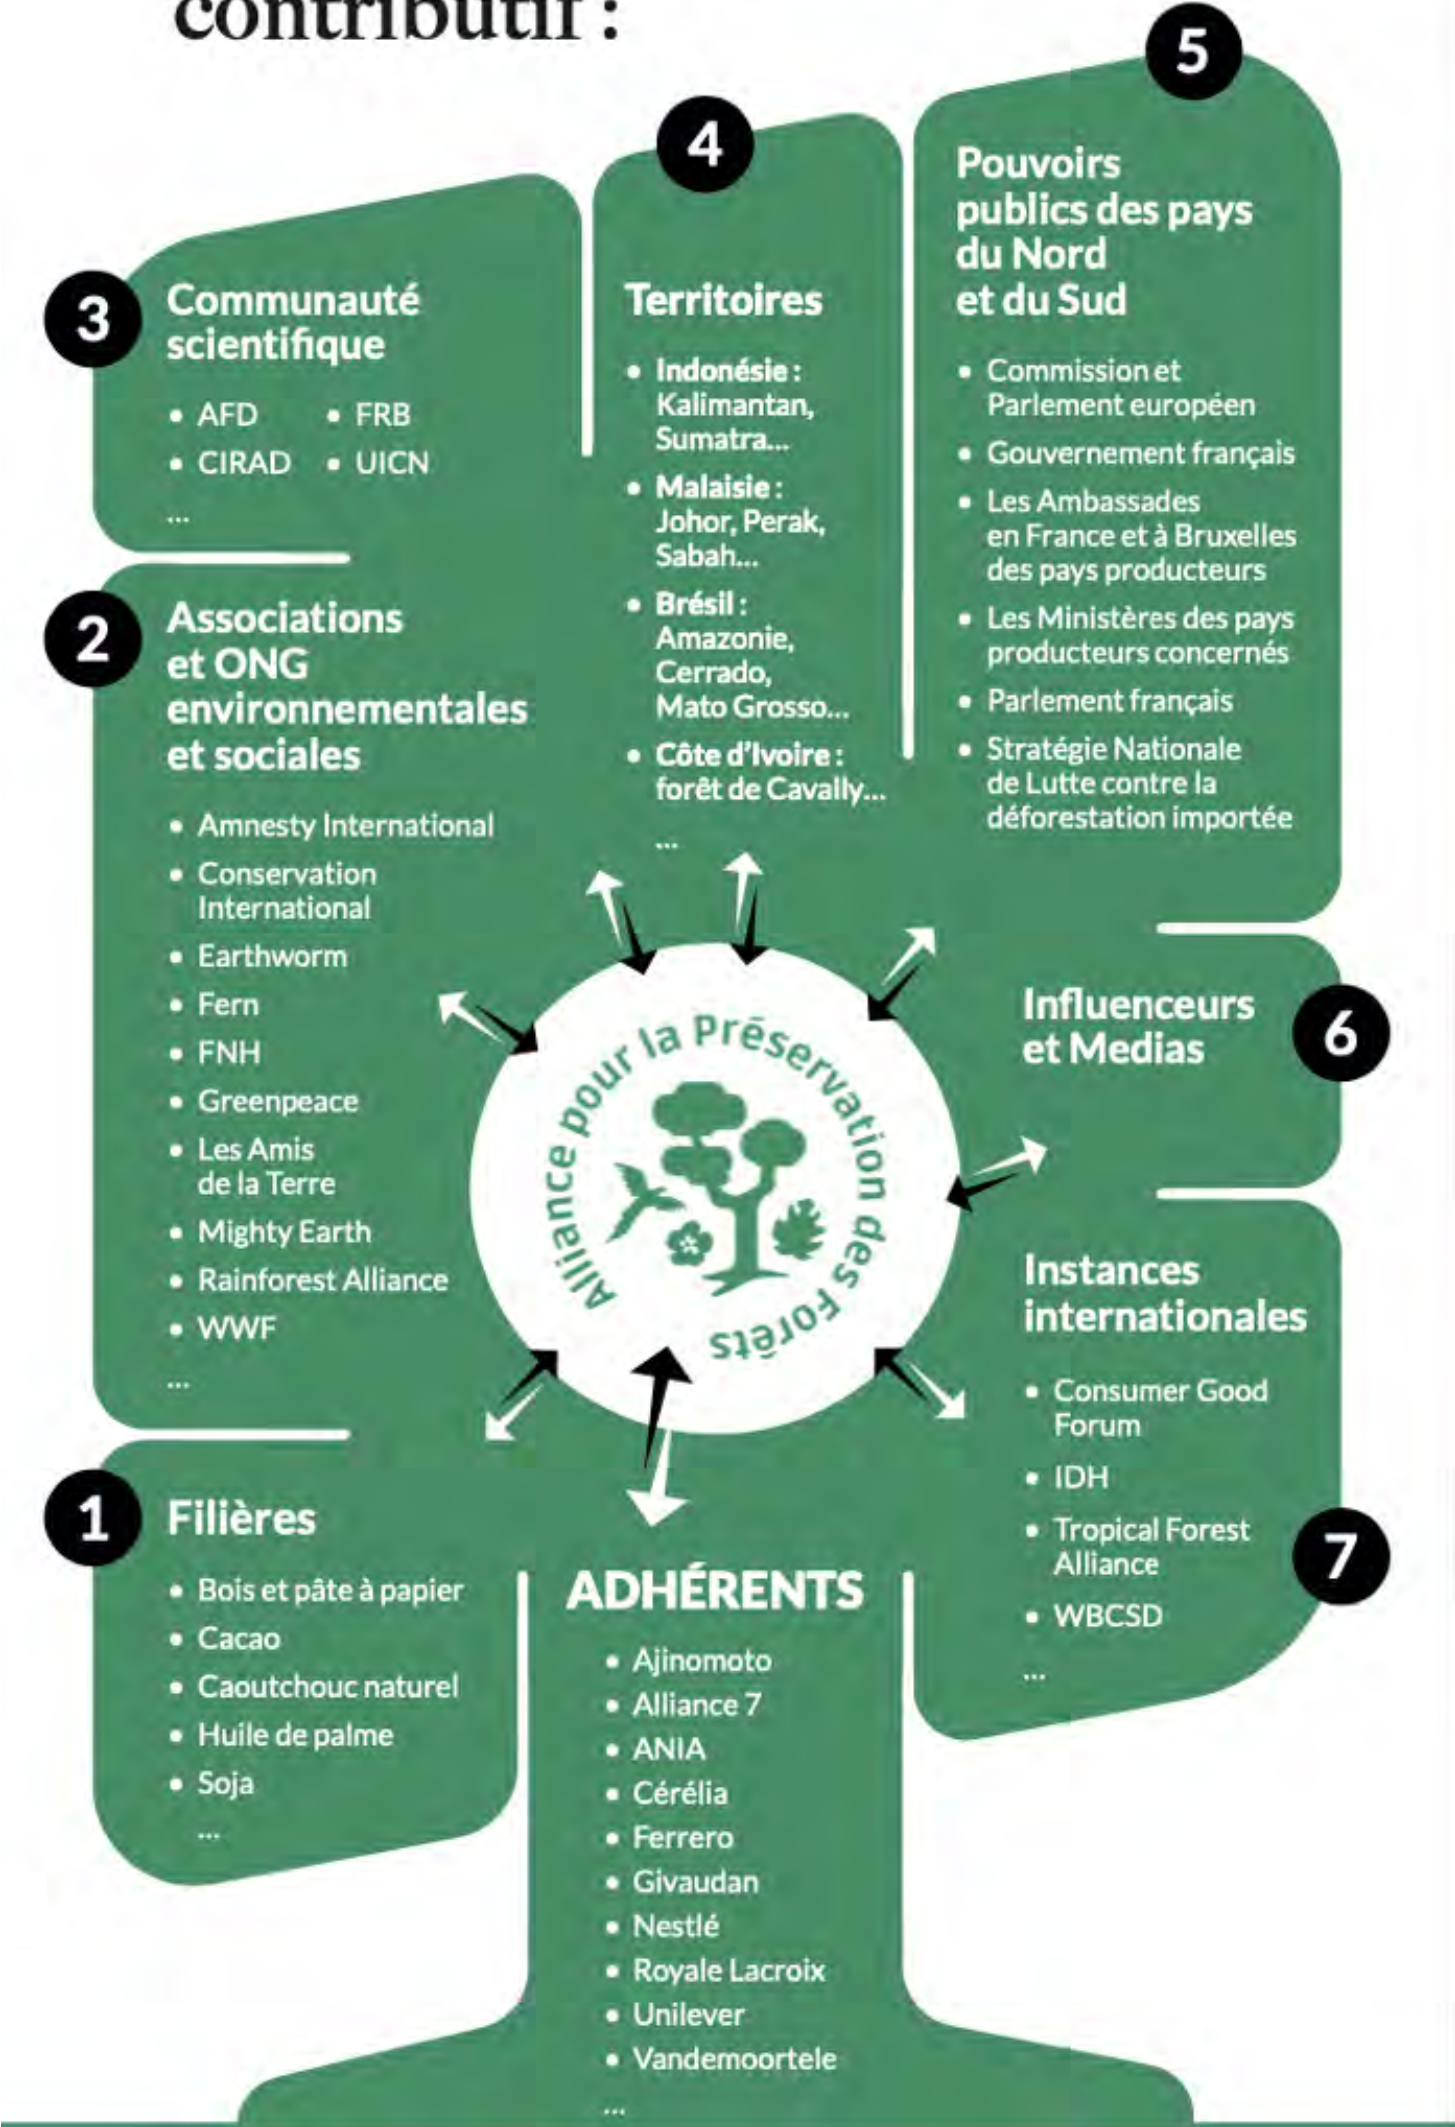 contributif :
5
4
Pouvoirs
publics des pays
du Nord
et du Sud
• Commission et
Parlement européen
• Gouvernement français
• Les Ambassades
en France et à Bruxelles
des pays producteurs
• Les Ministères des pays
producteurs concernés
• Parlement français
• Stratégie Nationale
de Lutte contre la
déforestation importée
Territoires
• Indonésie :
Kalimantan,
Sumatra...
• Malaisie :
Johor, Perak,
Sabah...
• Brésil :
Amazonie,
Cerrado,
Mato Grosso...
• Côte d'Ivoire :
forêt de Cavally...
...
3
Communauté
scientifique
• AFD • FRB
• CIRAD • UICN
...
2
Associations
et ONG
environnementales
et sociales
• Amnesty International
• Conservation
International
• Earthworm
• Fern
• FNH
• Greenpeace
• Les Amis
de la Terre
• Mighty Earth
• Rainforest Alliance
• WWF
...
Alliance pour la Préservation des Forêts
Influenceurs
et Medias
6
Instances
internationales
• Consumer Good
Forum
• IDH
• Tropical Forest
Alliance
• WBCSD
...
7
1
Filières
• Bois et pâte à papier
• Cacao
• Caoutchouc naturel
• Huile de palme
• Soja
...
ADHÉRENTS
• Ajinomoto
• Alliance 7
• ANIA
• Cérélia
• Ferrero
• Givaudan
• Nestlé
• Royale Lacroix
• Unilever
• Vandemoortele
...